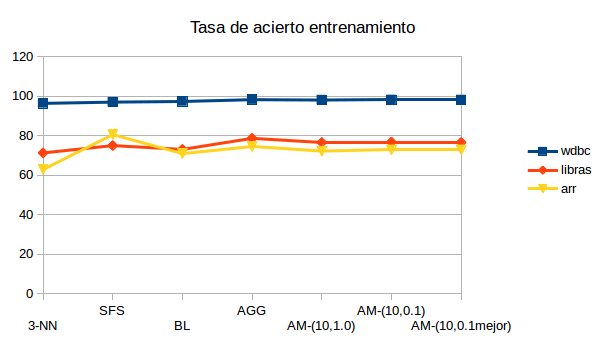 Tasa de acierto entrenamiento
120
100
80
60
40
20
0
wdbc
libras
arr
3-NN
SFS
BL
AGG
AM-(10,1.0)
AM-(10,0.1)
AM-(10,0.1mejor)